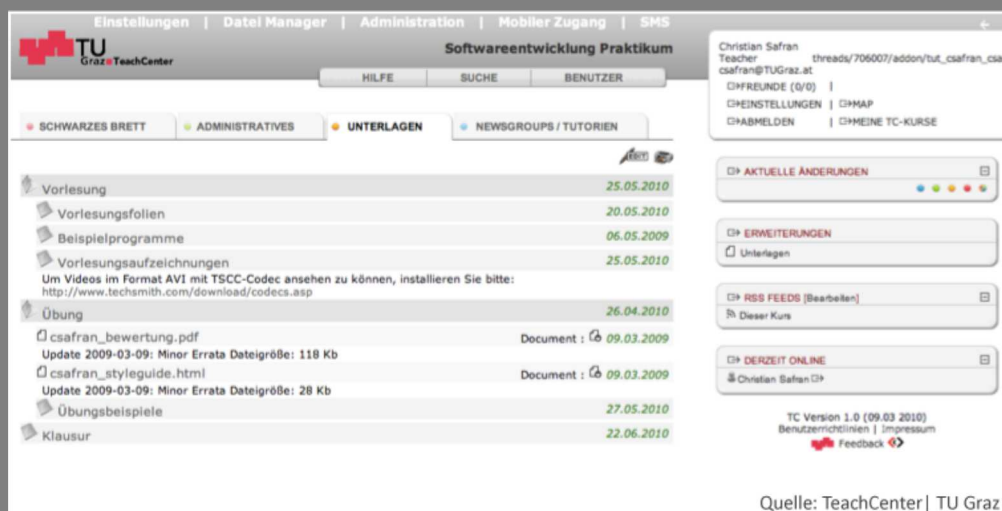 Einstellungen | Datei Manager | Administration | Mobiler Zugang | SMS
TU
Graz TeachCenter
Softwareentwicklung Praktikum
HILFE SUCHE BENUTZER
SCHWARZES BRETT ADMINISTRATIVES UNTERLAGEN NEWSGROUPS / TUTORIEN
EDIT
Vorlesung 25.05.2010
Vorlesungsfolien 20.05.2010
Beispielprogramme 06.05.2009
Vorlesungsaufzeichnungen 25.05.2010
Um Videos im Format AVI mit TSCC-Codec ansehen zu können, installieren Sie bitte:
http://www.techsmith.com/download/codecs.asp
Übung 26.04.2010
csafran_bewertung.pdf Document : 09.03.2009
Update 2009-03-09: Minor Errata Dateigröße: 118 Kb
csafran_styleguide.html Document : 09.03.2009
Update 2009-03-09: Minor Errata Dateigröße: 28 Kb
Übungsbeispiele 27.05.2010
Klausur 22.06.2010
Christian Safran
Teacher threads/706007/addon/tut_csafran_csa
csafran@TUGraz.at
FREUNDE (0/0) |
EINSTELLUNGEN | MAP
ABMELDEN | MEINE TC-KURSE
AKTUELLE ÄNDERUNGEN
ERWEITERUNGEN
Unterlagen
RSS FEEDS [Bearbeiten]
Dieser Kurs
DERZEIT ONLINE
Christian Safran
TC Version 1.0 (09.03 2010)
Benutzerrichtlinien | Impressum
Feedback
Quelle: TeachCenter| TU Graz